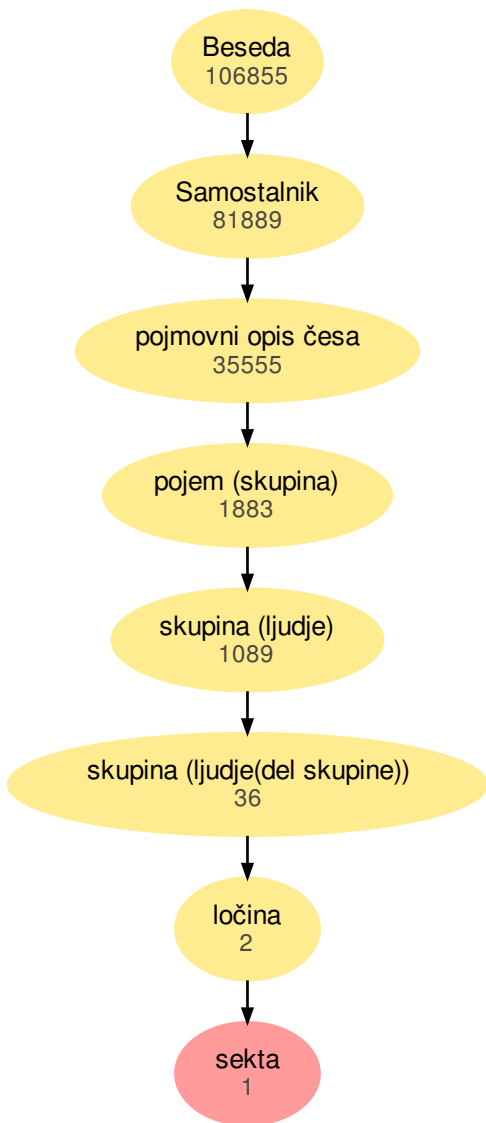 Beseda
106855
Samostalnik
81889
pojmovni opis česa
35555
pojem (skupina)
1883
skupina (ljudje)
1089
skupina (ljudje(del skupine))
36
ločina
2
sekta
1